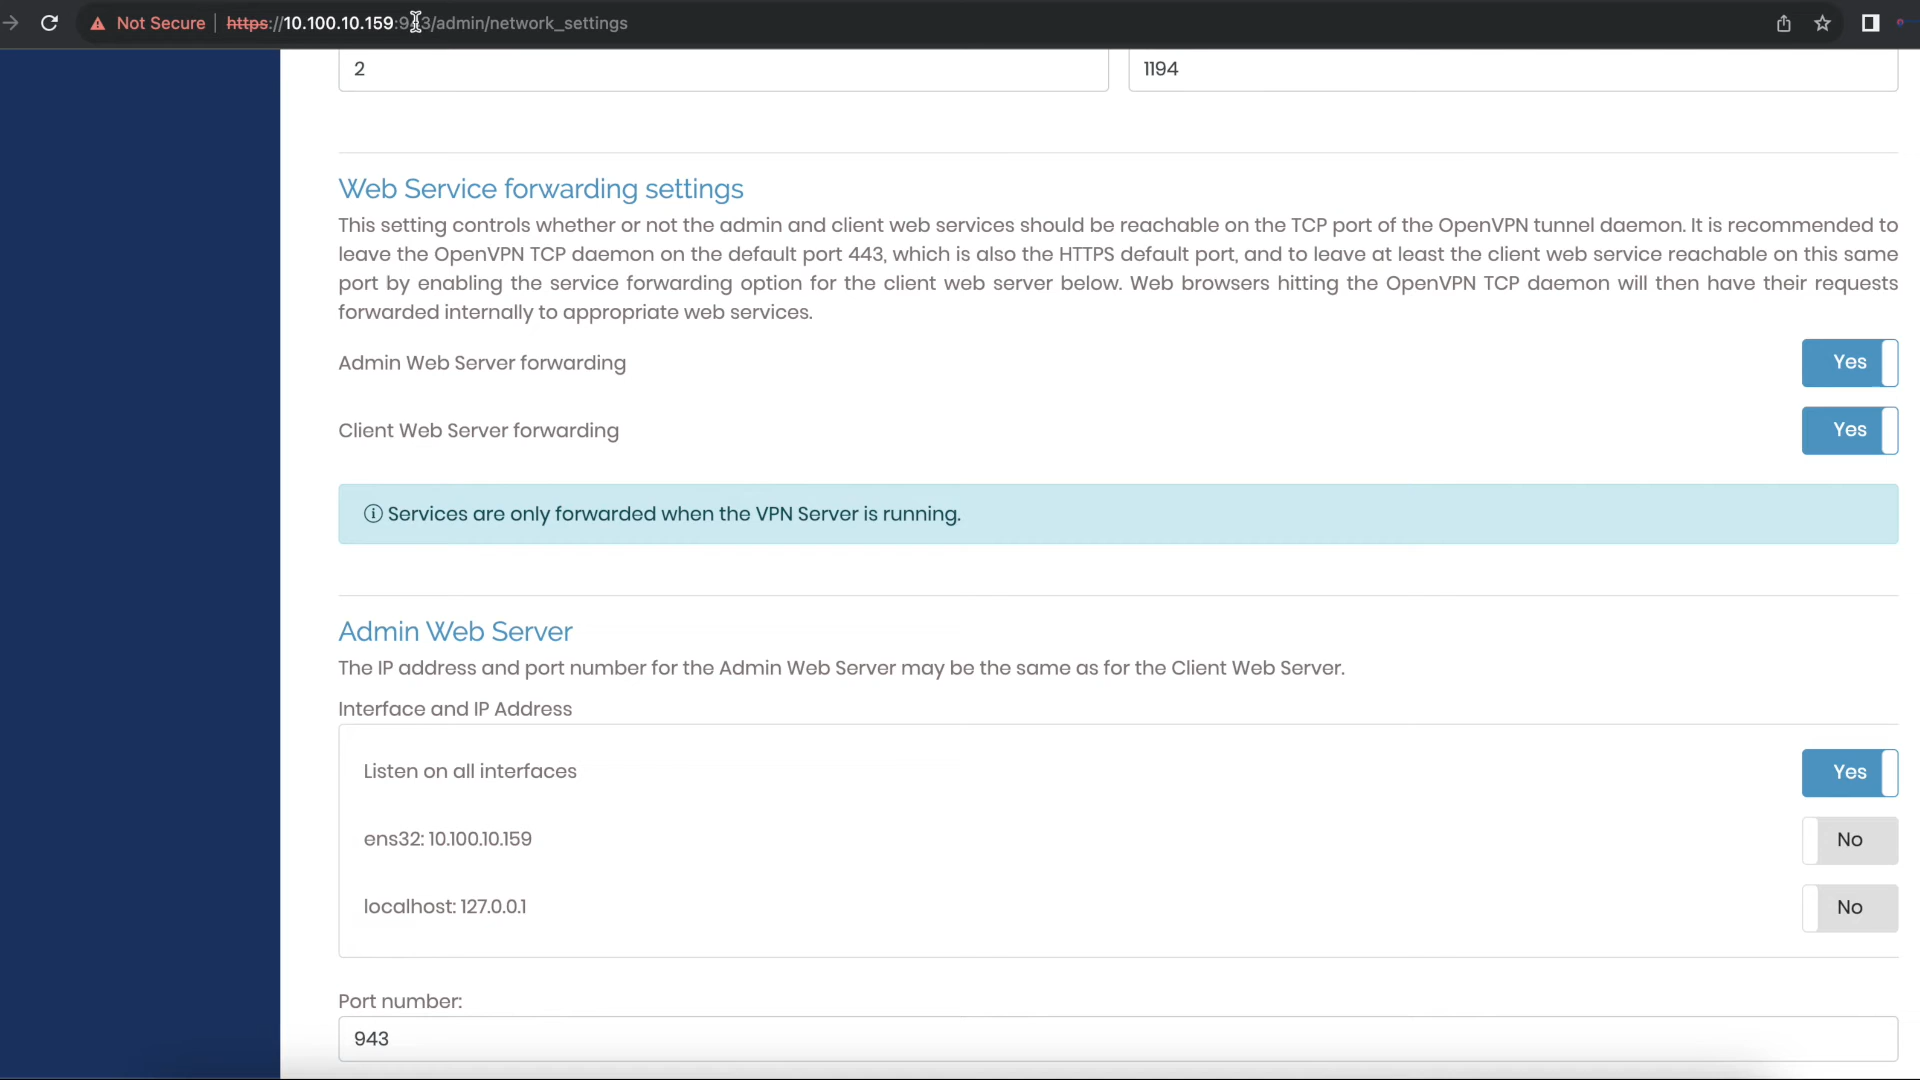 Not Secure https://10.100.10.159:943/admin/network_settings
2 1194
Web Service forwarding settings
This setting controls whether or not the admin and client web services should be reachable on the TCP port of the OpenVPN tunnel daemon. It is recommended to
leave the OpenVPN TCP daemon on the default port 443, which is also the HTTPS default port, and to leave at least the client web service reachable on this same
port by enabling the service forwarding option for the client web server below. Web browsers hitting the OpenVPN TCP daemon will then have their requests
forwarded internally to appropriate web services.
Admin Web Server forwarding Yes
Client Web Server forwarding Yes
Services are only forwarded when the VPN Server is running.
Admin Web Server
The IP address and port number for the Admin Web Server may be the same as for the Client Web Server.
Interface and IP Address
Listen on all interfaces Yes
ens32: 10.100.10.159 No
localhost: 127.0.0.1 No
Port number:
943